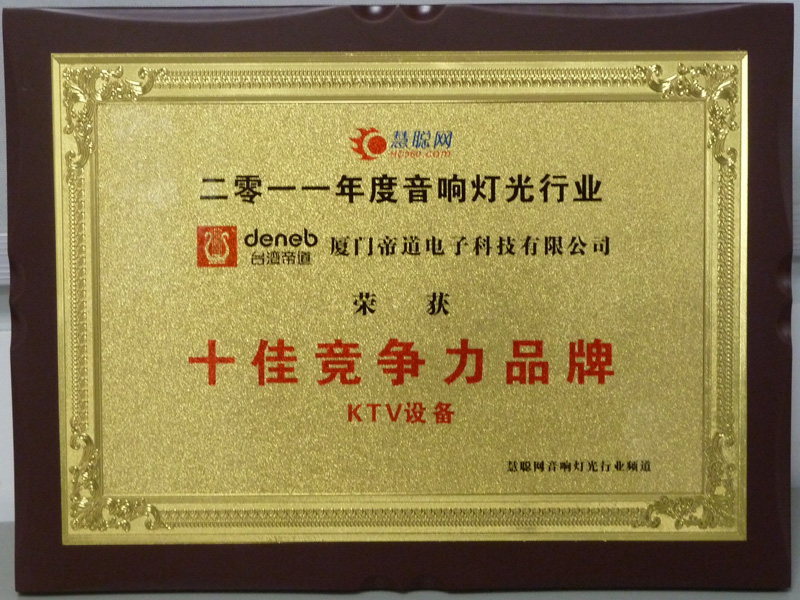 慧聪网
HC360.com
二零一一年度音响灯光行业
deneb
台湾帝道
厦门帝道电子科技有限公司
荣 获
十佳竞争力品牌
KTV设备
慧聪网音响灯光行业频道